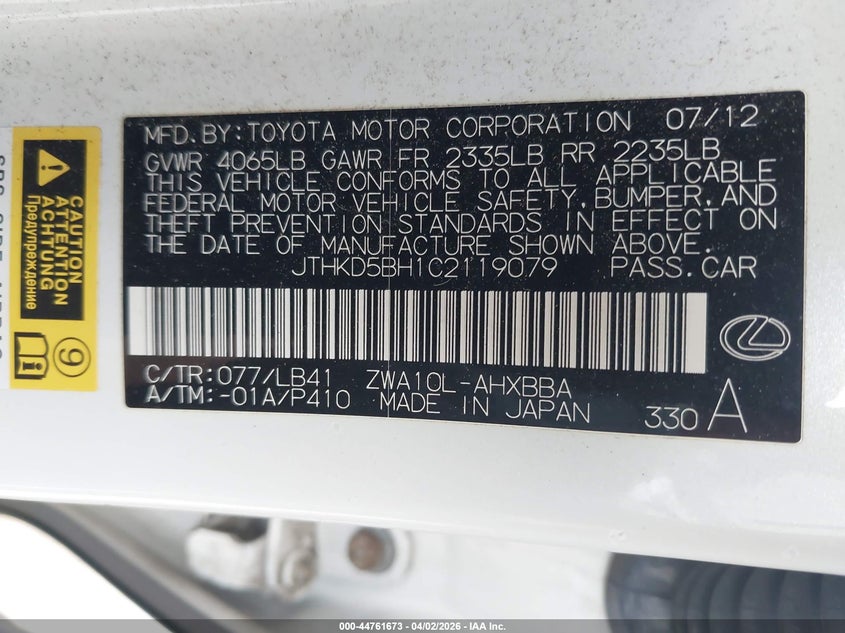 MFD.BY:TOYOTA MOTOR CORPORATION 07/12
GVWR 4065LB GAWR FR 2335LB RR 2235LB
THIS VEHICLE CONFORMS TO ALL APPLICABLE
FEDERAL MOTOR VEHICLE SAFETY,BUMPER,AND
THEFT PREVENTION STANDARDS IN EFFECT ON
THE DATE OF MANUFACTURE SHOWN ABOVE.
JTHKD5BH1C2119079 PASS.CAR
C/TR:077/LB41 ZWA10L-AHXBBA
A/TM:-01A/P410 MADE IN JAPAN 330 A
CAUTION
ATTENTION
ACHTUNG
Предупреждение
9
000-44761673 - 04/02/2026 - IAA Inc.